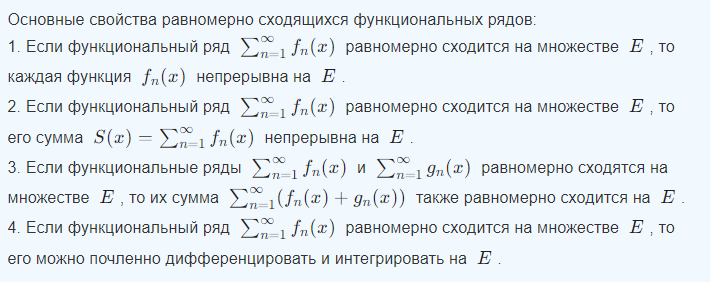 Основные свойства равномерно сходящихся функциональных рядов:
1. Если функциональный ряд $\sum_{n=1}^{\infty} f_n(x)$ равномерно сходится на множестве $E$ , то
каждая функция $f_n(x)$ непрерывна на $E$ .
2. Если функциональный ряд $\sum_{n=1}^{\infty} f_n(x)$ равномерно сходится на множестве $E$ , то
его сумма $S(x) = \sum_{n=1}^{\infty} f_n(x)$ непрерывна на $E$ .
3. Если функциональные ряды $\sum_{n=1}^{\infty} f_n(x)$ и $\sum_{n=1}^{\infty} g_n(x)$ равномерно сходятся на
множестве $E$ , то их сумма $\sum_{n=1}^{\infty} (f_n(x) + g_n(x))$ также равномерно сходится на $E$ .
4. Если функциональный ряд $\sum_{n=1}^{\infty} f_n(x)$ равномерно сходится на множестве $E$ , то
его можно почленно дифференцировать и интегрировать на $E$ .